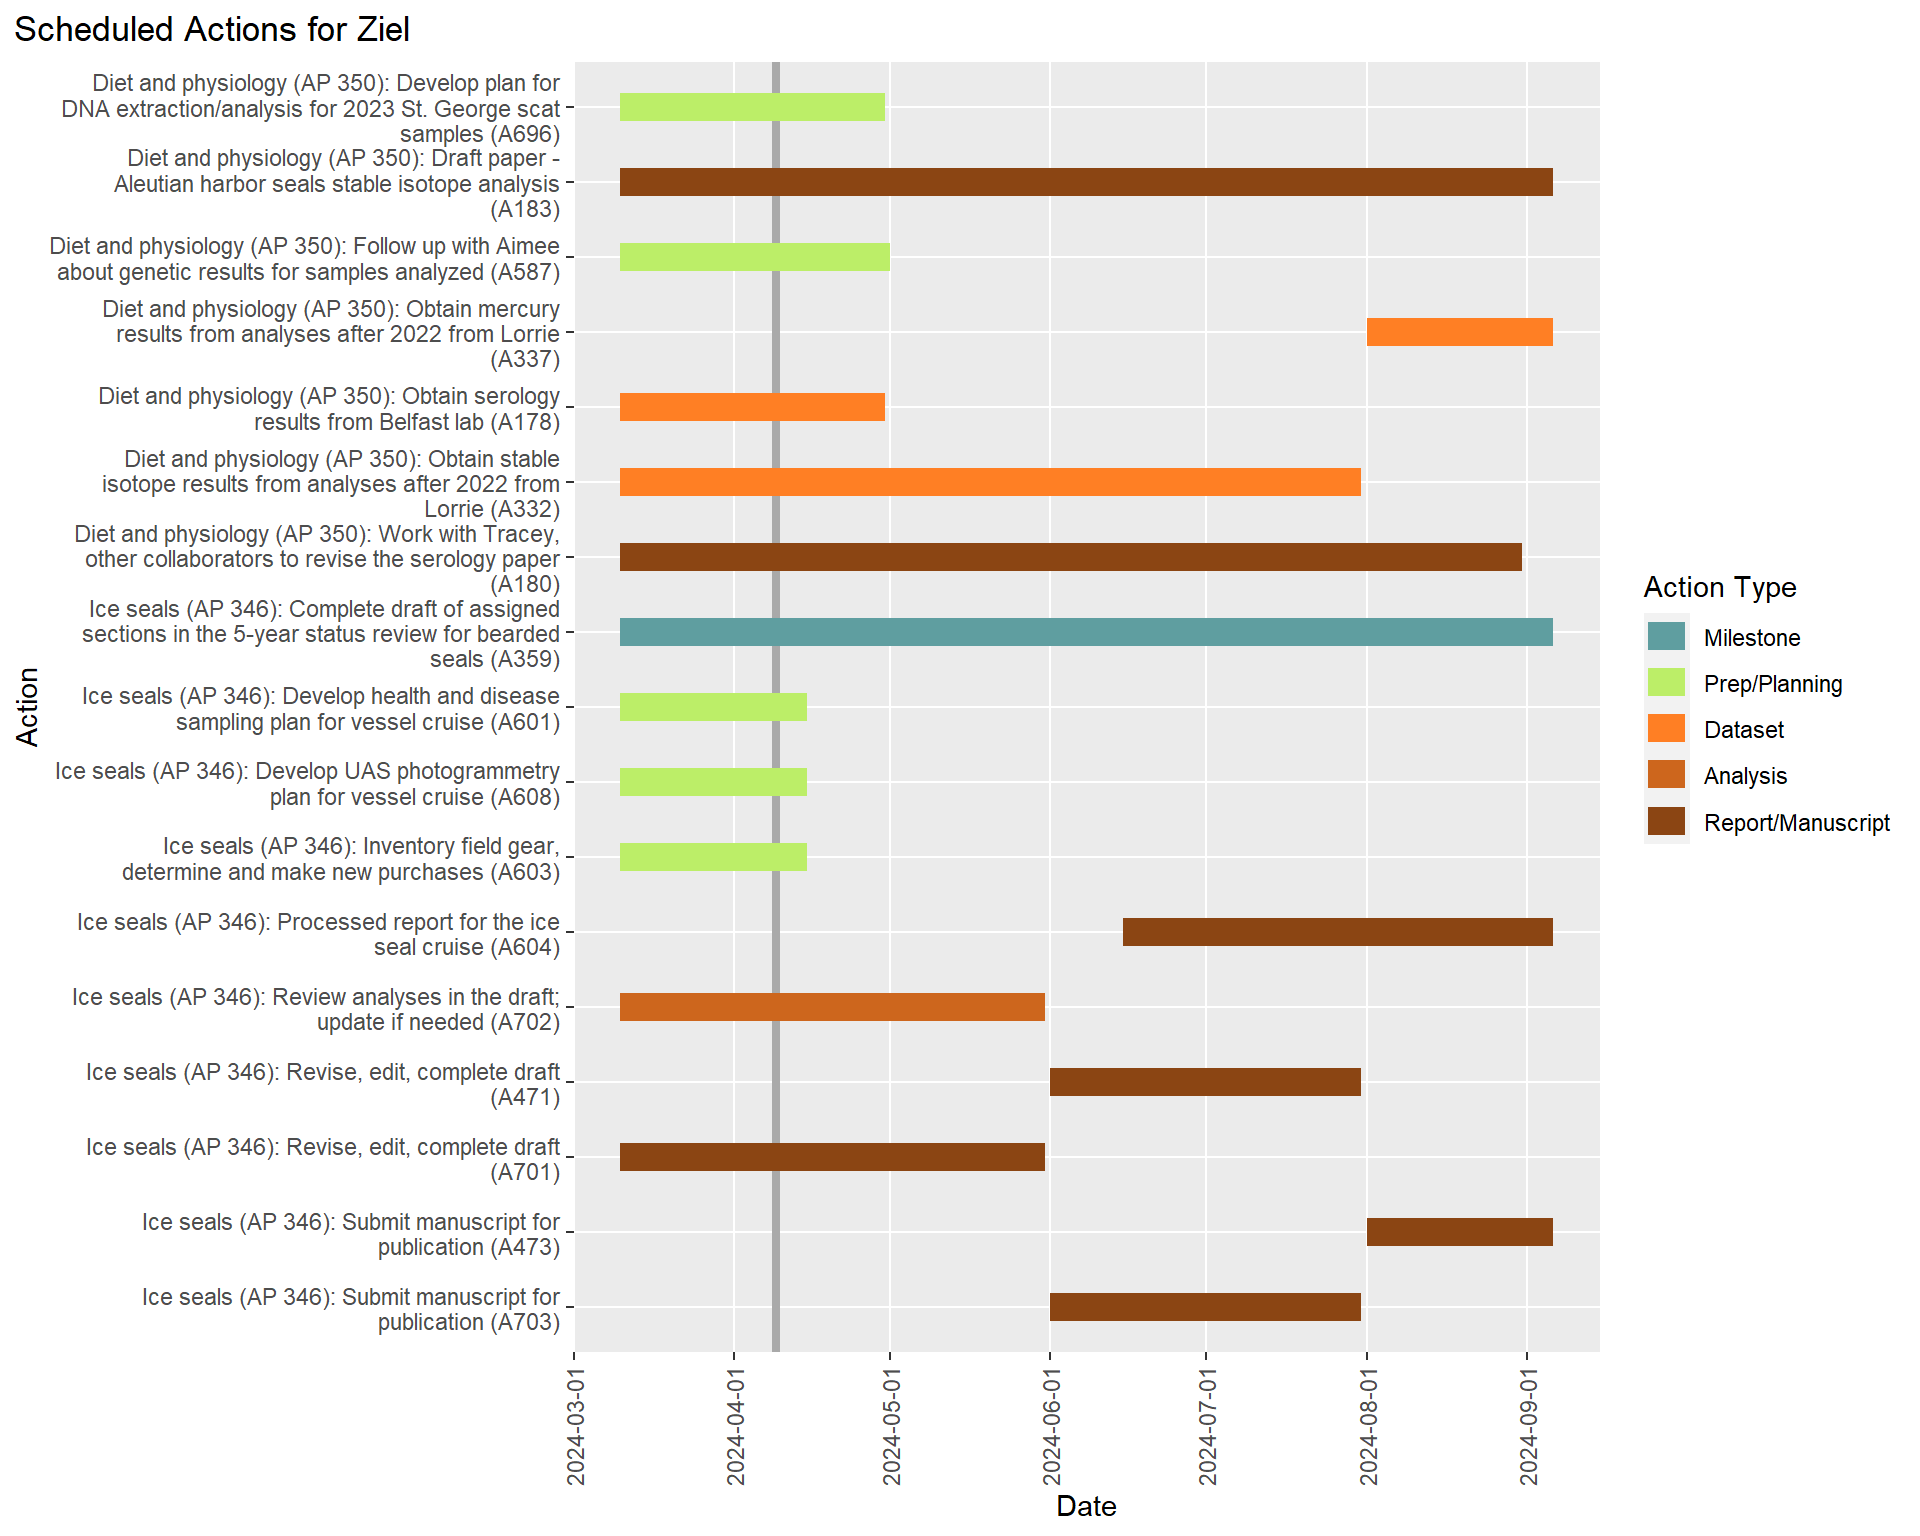 Scheduled Actions for Ziel
Diet and physiology (AP 350): Develop plan for
DNA extraction/analysis for 2023 St. George scat
samples (A696)
Diet and physiology (AP 350): Draft paper -
Aleutian harbor seals stable isotope analysis
(A183)
Diet and physiology (AP 350): Follow up with Aimee
about genetic results for samples analyzed (A587)
Diet and physiology (AP 350): Obtain mercury
results from analyses after 2022 from Lorrie
(A337)
Diet and physiology (AP 350): Obtain serology
results from Belfast lab (A178)
Diet and physiology (AP 350): Obtain stable
isotope results from analyses after 2022 from
Lorrie (A332)
Diet and physiology (AP 350): Work with Tracey,
other collaborators to revise the serology paper
(A180)
Ice seals (AP 346): Complete draft of assigned
sections in the 5-year status review for bearded
seals (A359)
Ice seals (AP 346): Develop health and disease
sampling plan for vessel cruise (A601)
Ice seals (AP 346): Develop UAS photogrammetry
plan for vessel cruise (A608)
Ice seals (AP 346): Inventory field gear,
determine and make new purchases (A603)
Ice seals (AP 346): Processed report for the ice
seal cruise (A604)
Ice seals (AP 346): Review analyses in the draft;
update if needed (A702)
Ice seals (AP 346): Revise, edit, complete draft
(A471)
Ice seals (AP 346): Revise, edit, complete draft
(A701)
Ice seals (AP 346): Submit manuscript for
publication (A473)
Ice seals (AP 346): Submit manuscript for
publication (A703)
Action
2024-03-01
2024-04-01
2024-05-01
2024-06-01
2024-07-01
2024-08-01
2024-09-01
Date
Action Type
Milestone
Prep/Planning
Dataset
Analysis
Report/Manuscript